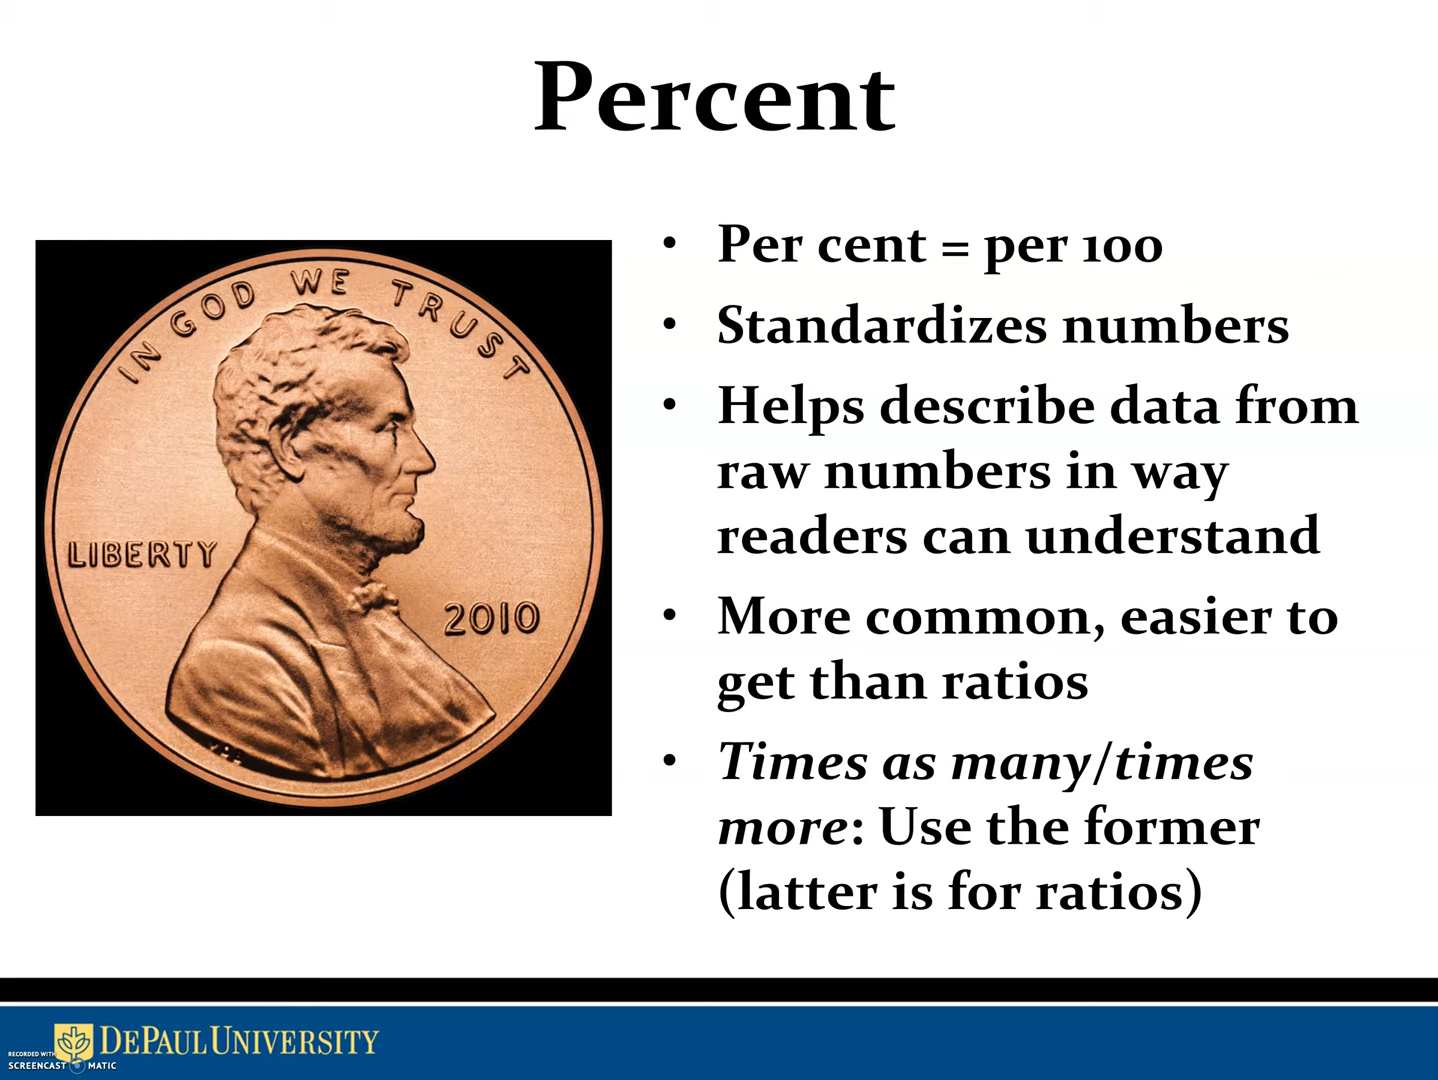 Percent
IN GOD WE TRUST
LIBERTY
2010
• Per cent = per 100
• Standardizes numbers
• Helps describe data from
raw numbers in way
readers can understand
• More common, easier to
get than ratios
• Times as many/times
more: Use the former
(latter is for ratios)
DEPAUL UNIVERSITY
RECORDED WITH
SCREENCAST MATIC